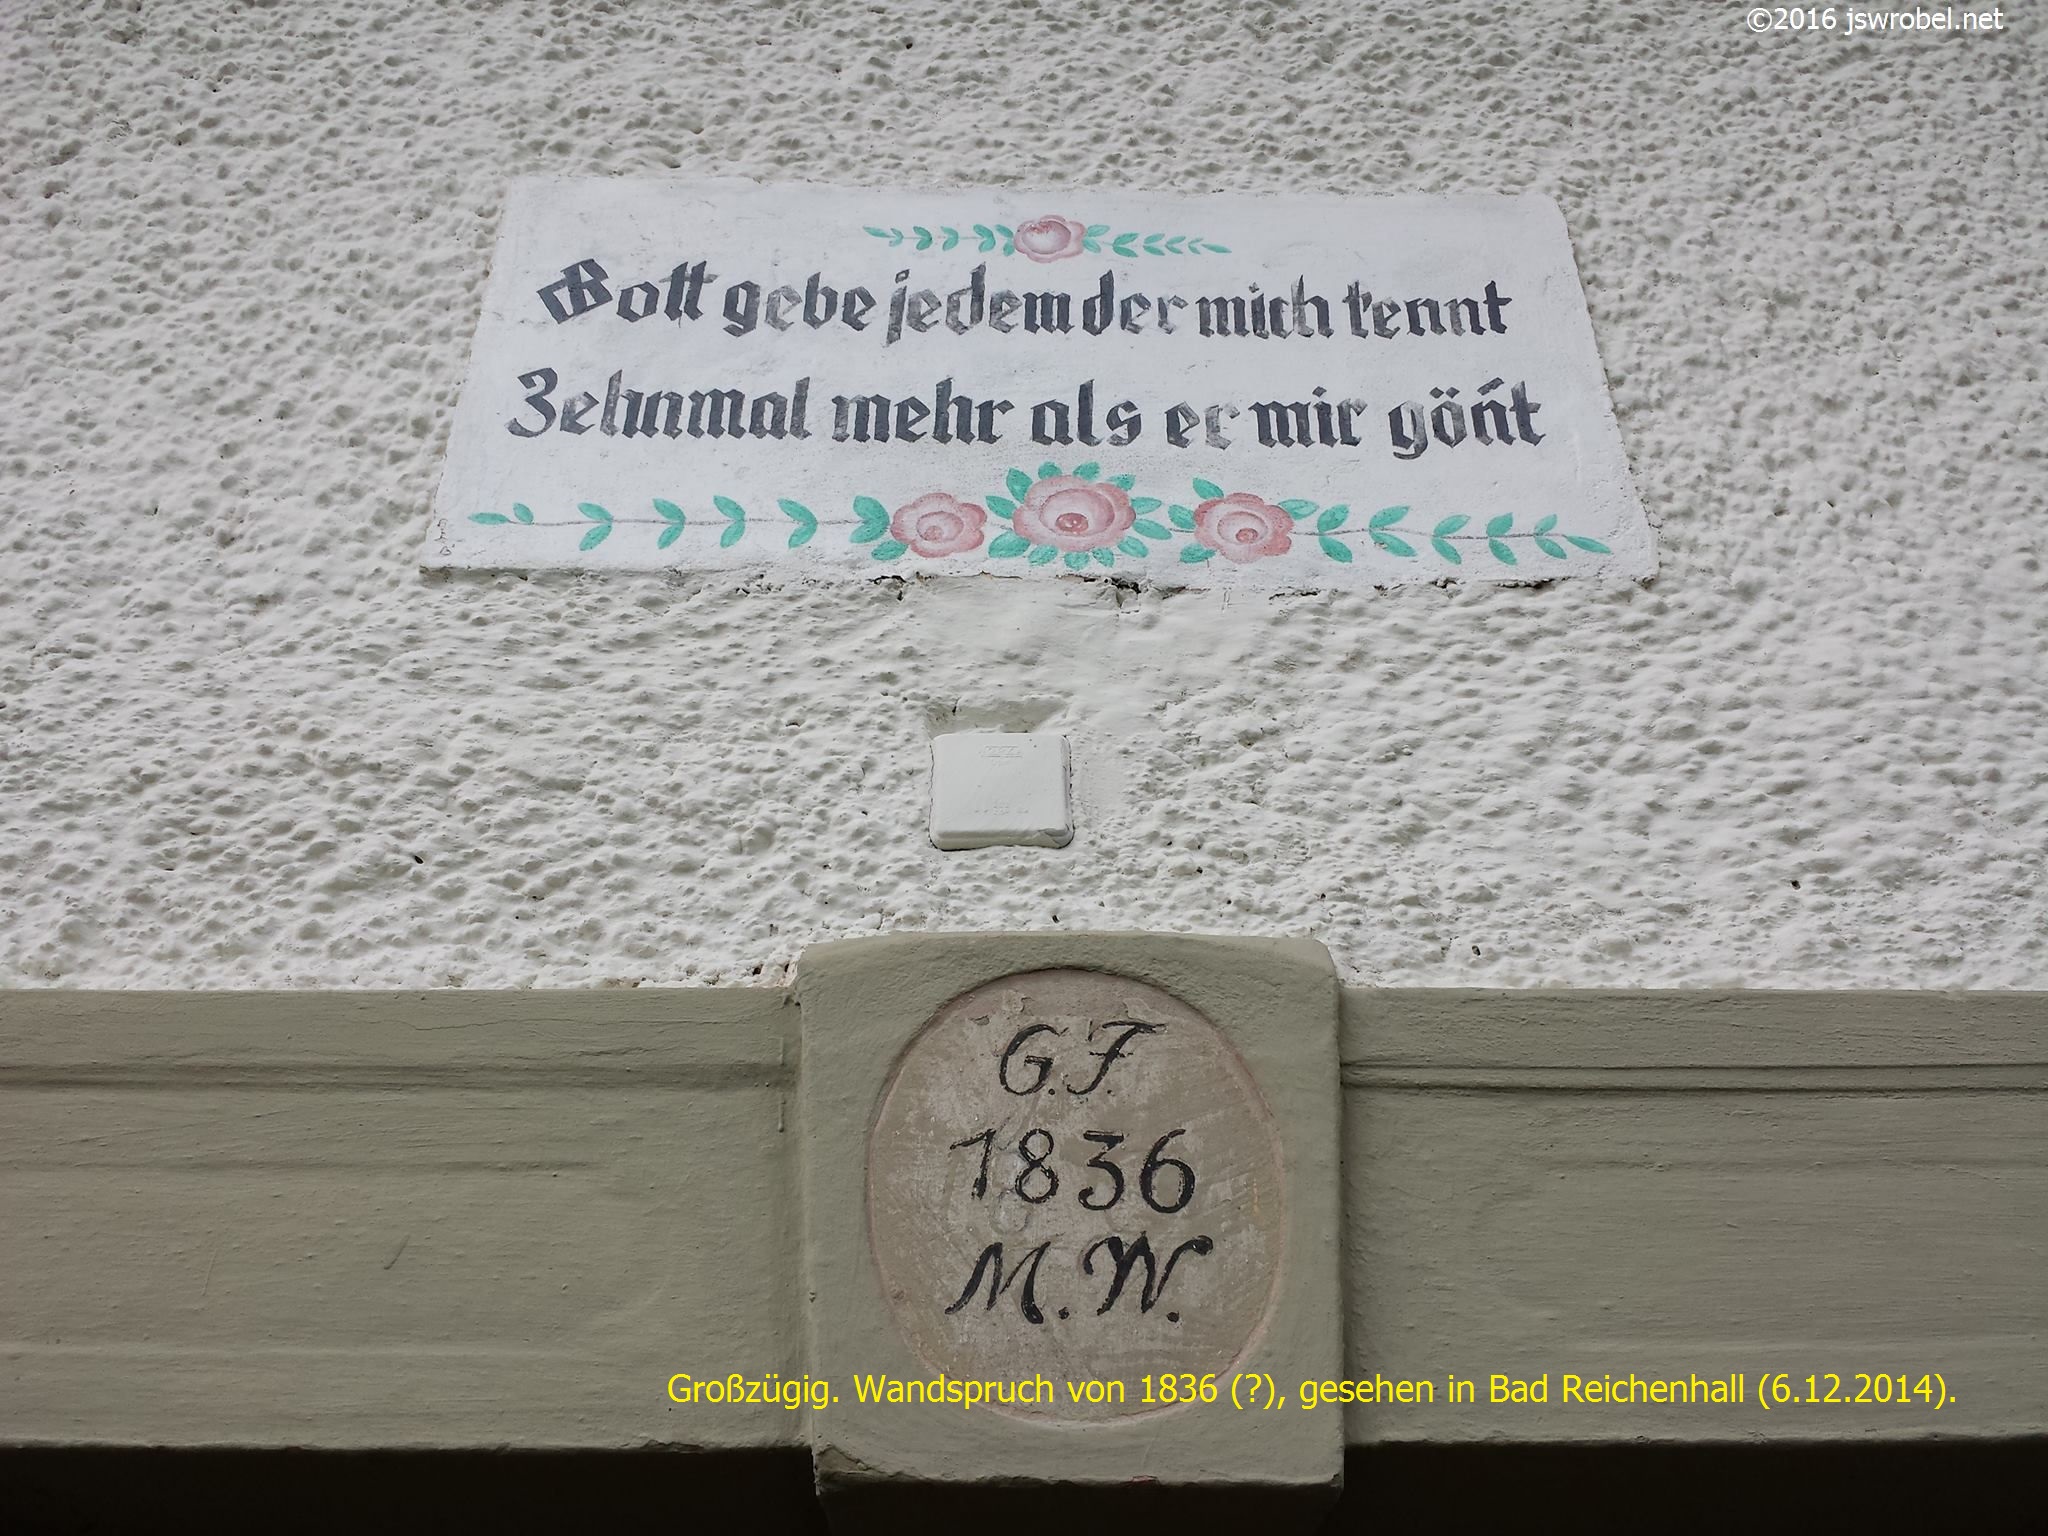 ©2016 jswrobel.net
Gott gebe jedem der mich kennt
Zehnmal mehr als er mir göńt
G.F.
1836
M.W.
Großzügig. Wandspruch von 1836 (?), gesehen in Bad Reichenhall (6.12.2014).